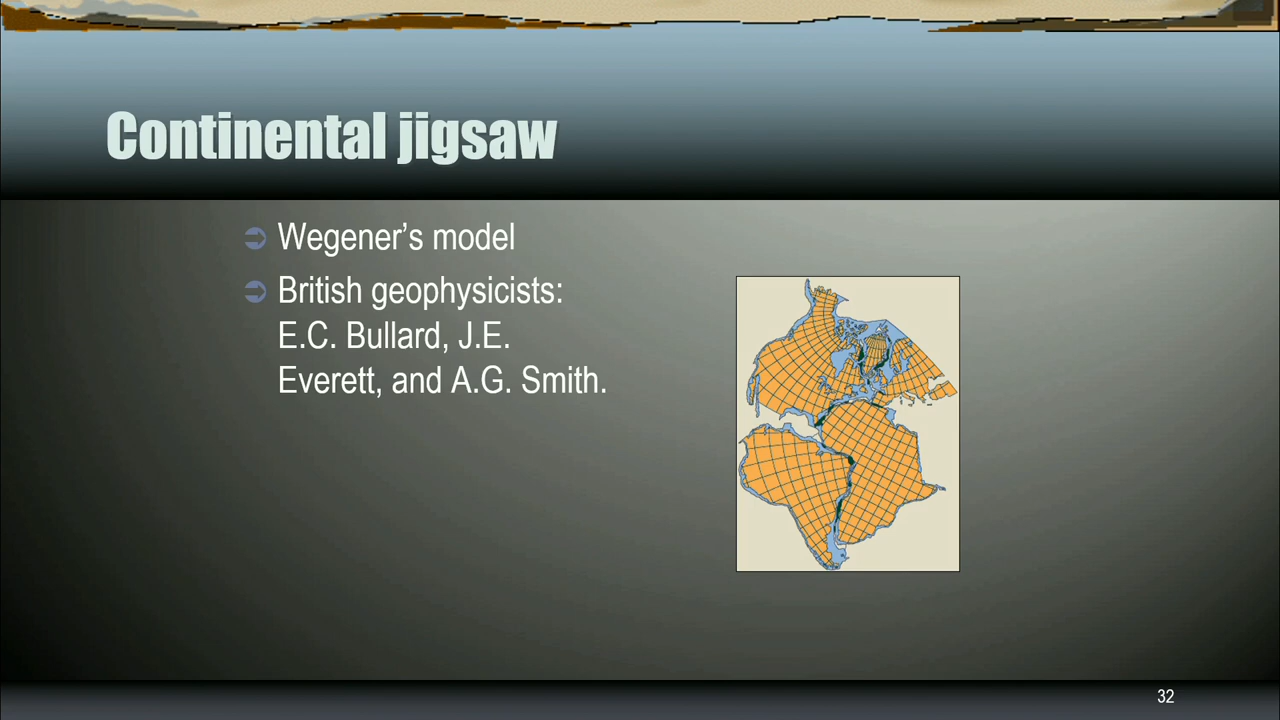 Continental jigsaw
Wegener’s model
British geophysicists:
E.C. Bullard, J.E.
Everett, and A.G. Smith.
32